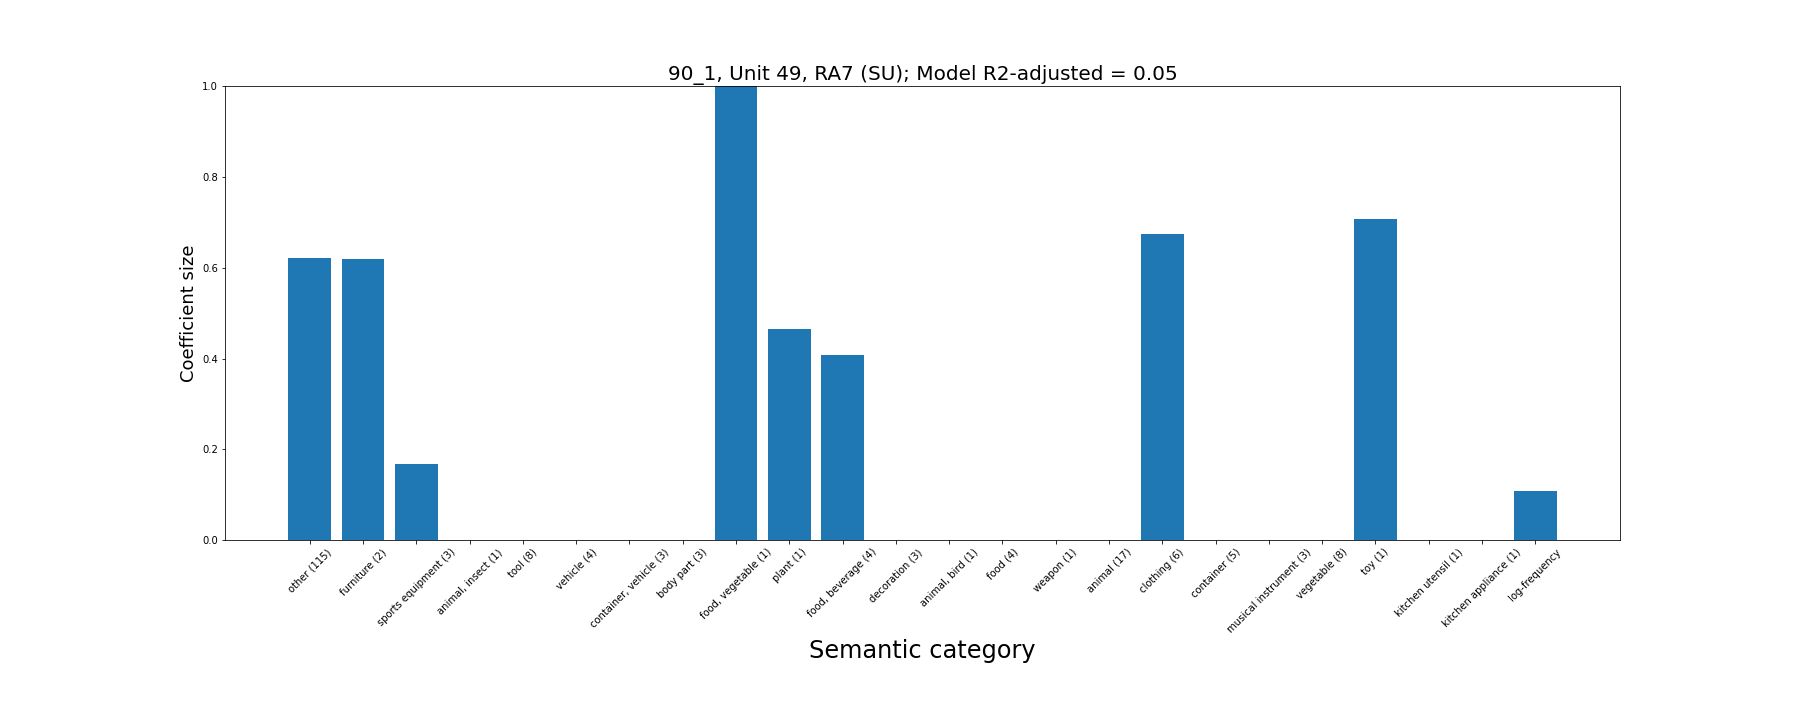 90_1, Unit 49, RA7 (SU); Model R2-adjusted = 0.05
Coefficient size
1.0
0.8
0.6
0.4
0.2
0.0
other (115)
furniture (2)
sports equipment (3)
animal, insect (1)
tool (8)
vehicle (4)
container, vehicle (3)
body part (3)
food, vegetable (1)
plant (1)
food, beverage (4)
decoration (3)
animal, bird (1)
food (4)
weapon (1)
animal (17)
clothing (6)
container (5)
musical instrument (3)
vegetable (8)
toy (1)
kitchen utensil (1)
kitchen appliance (1)
log-frequency
Semantic category